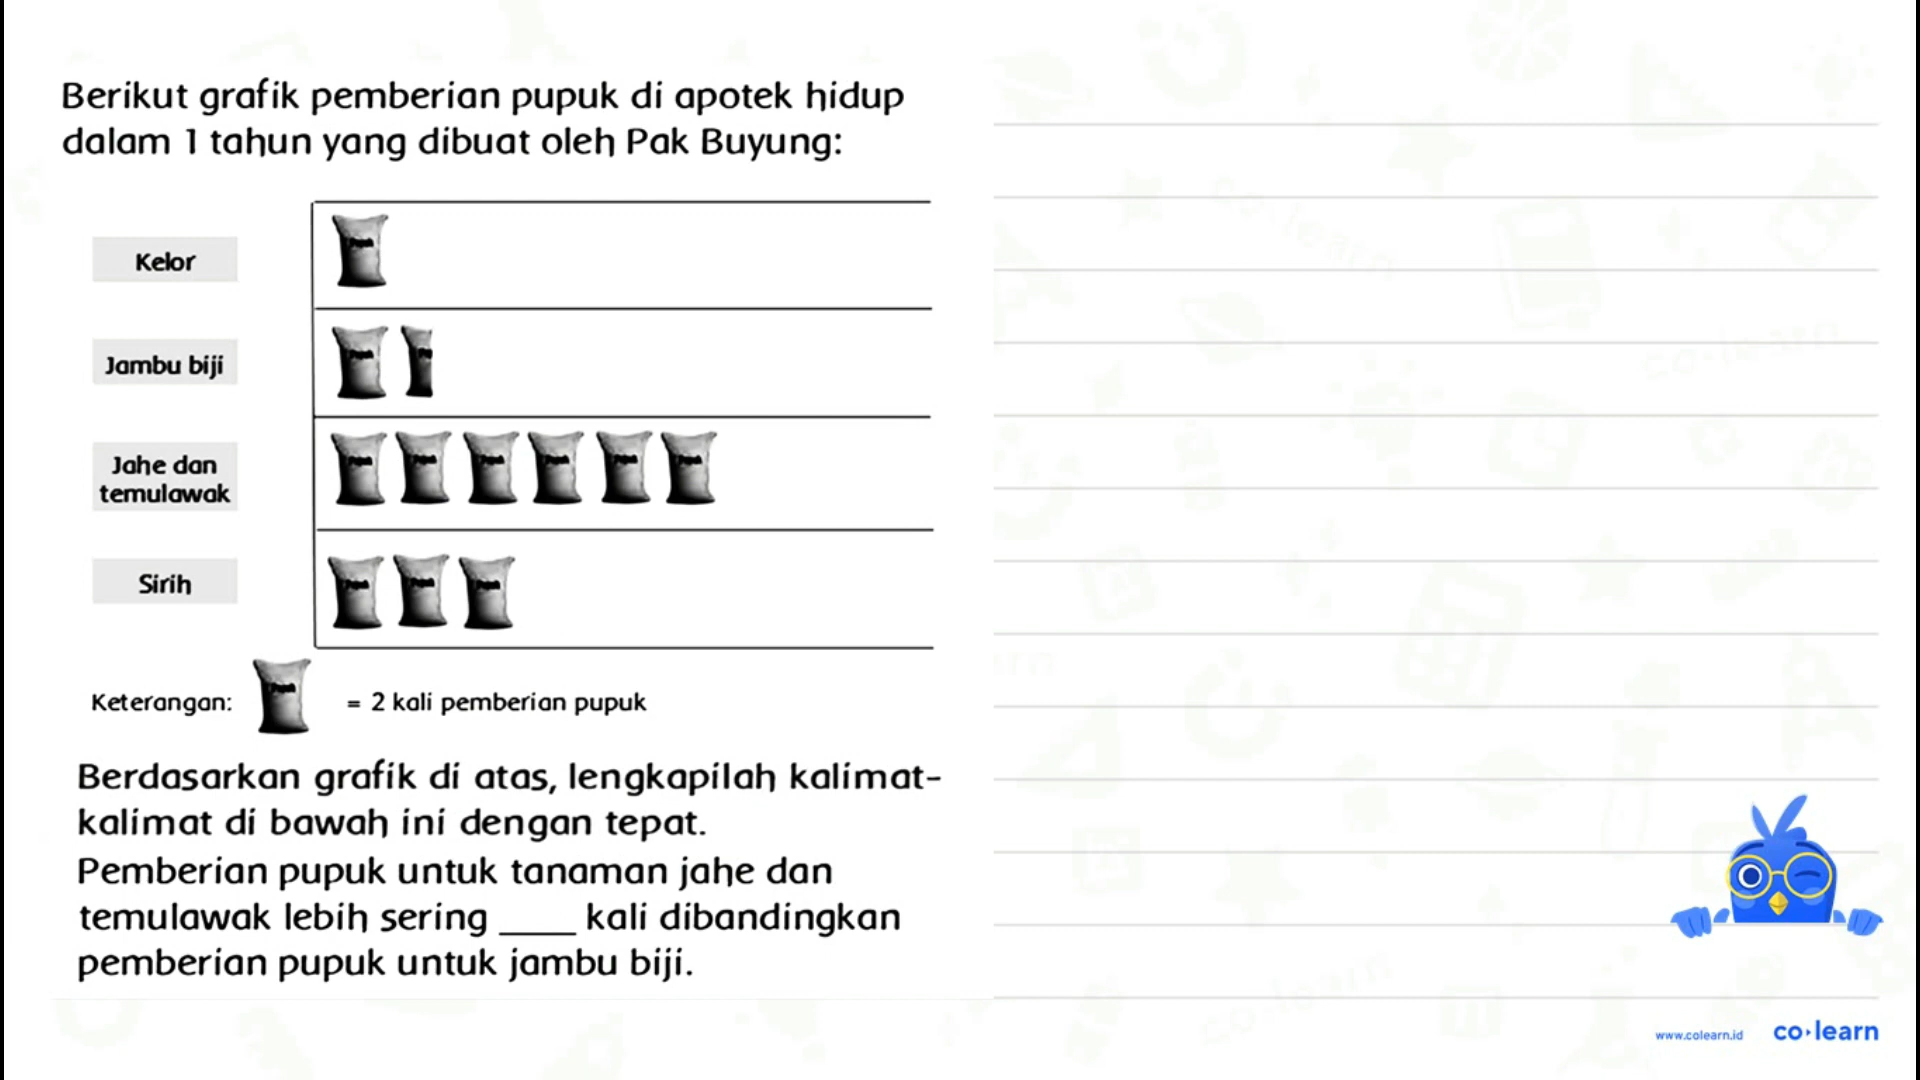 Berikut grafik pemberian pupuk di apotek hidup
dalam 1 tahun yang dibuat oleh Pak Buyung:
Kelor
Jambu biji
Jahe dan
temulawak
Sirih
Keterangan:
= 2 kali pemberian pupuk
Berdasarkan grafik di atas, lengkapilah kalimat-
kalimat di bawah ini dengan tepat.
Pemberian pupuk untuk tanaman jahe dan
temulawak lebih sering ____ kali dibandingkan
pemberian pupuk untuk jambu biji.
www.colearn.id
co·learn